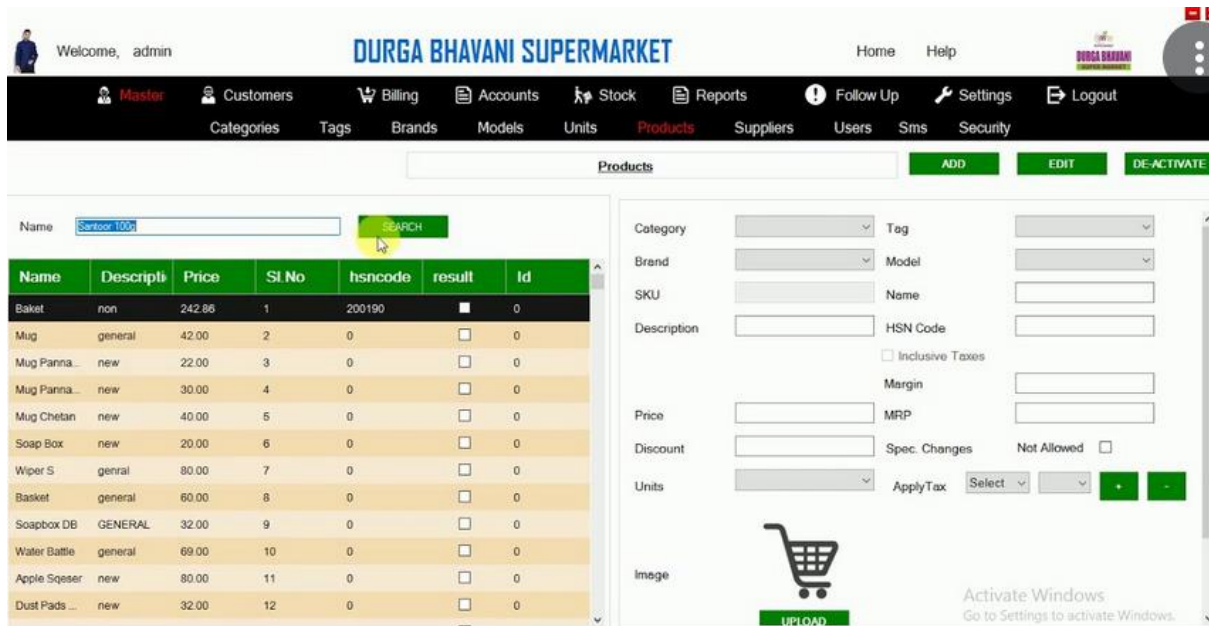 Welcome, admin
DURGA BHAVANI SUPERMARKET
Home Help
DURGA BHAVANI
SUPER MARKET
Master Customers Billing Accounts Stock Reports Follow Up Settings Logout
Categories Tags Brands Models Units Products Suppliers Users Sms Security
Products
ADD EDIT DE-ACTIVATE
Name Santoor 100g SEARCH
Name Descripti Price Sl.No hsncode result Id
Baket non 242.86 1 200190 0
Mug general 42.00 2 0 0
Mug Panna... new 22.00 3 0 0
Mug Panna... new 30.00 4 0 0
Mug Chetan new 40.00 5 0 0
Soap Box new 20.00 6 0 0
Wiper S genral 80.00 7 0 0
Basket general 60.00 8 0 0
Soapbox DB GENERAL 32.00 9 0 0
Water Battle general 69.00 10 0 0
Apple Sqeser new 80.00 11 0 0
Dust Pads ... new 32.00 12 0 0
Category Tag
Brand Model
SKU Name
Description HSN Code
Inclusive Taxes
Margin
Price MRP
Discount Spec. Changes Not Allowed
Units ApplyTax Select + -
Image
UPLOAD
Activate Windows
Go to Settings to activate Windows.